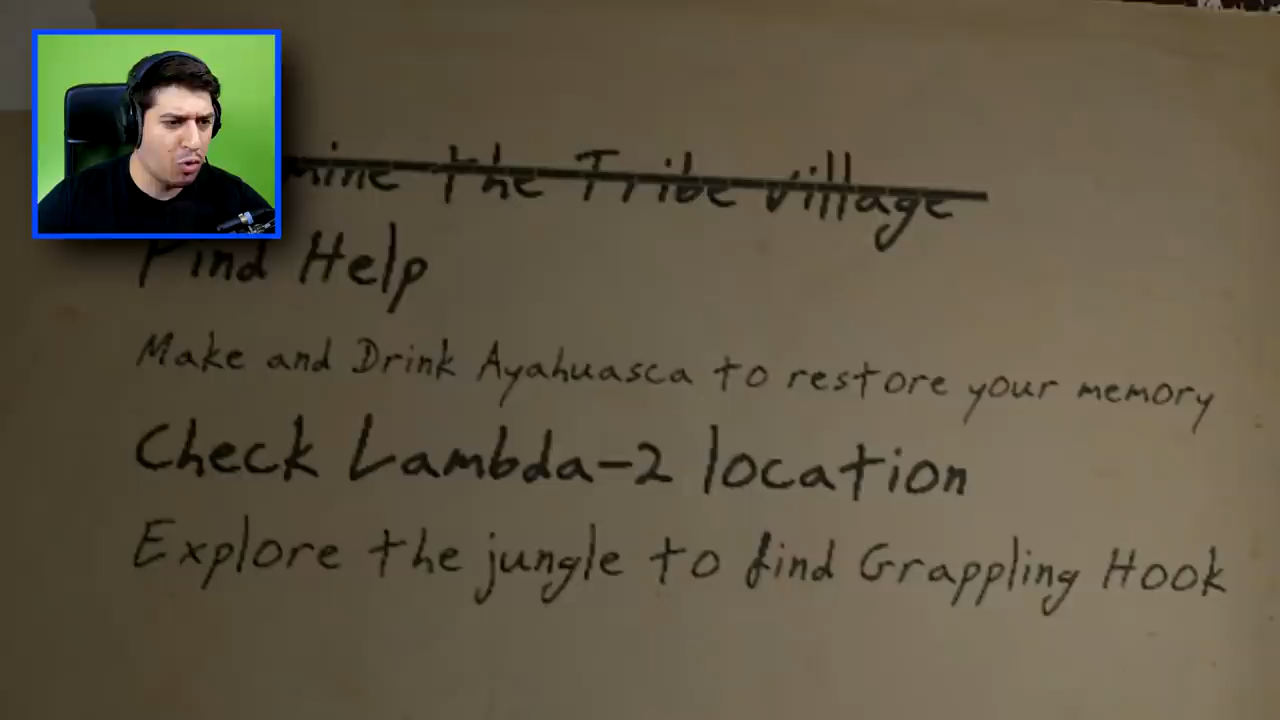 The Tribe Village
Find Help
Make and Drink Ayahuasca to restore your memory
Check Lambda-2 location
Explore the jungle to find Grappling Hook